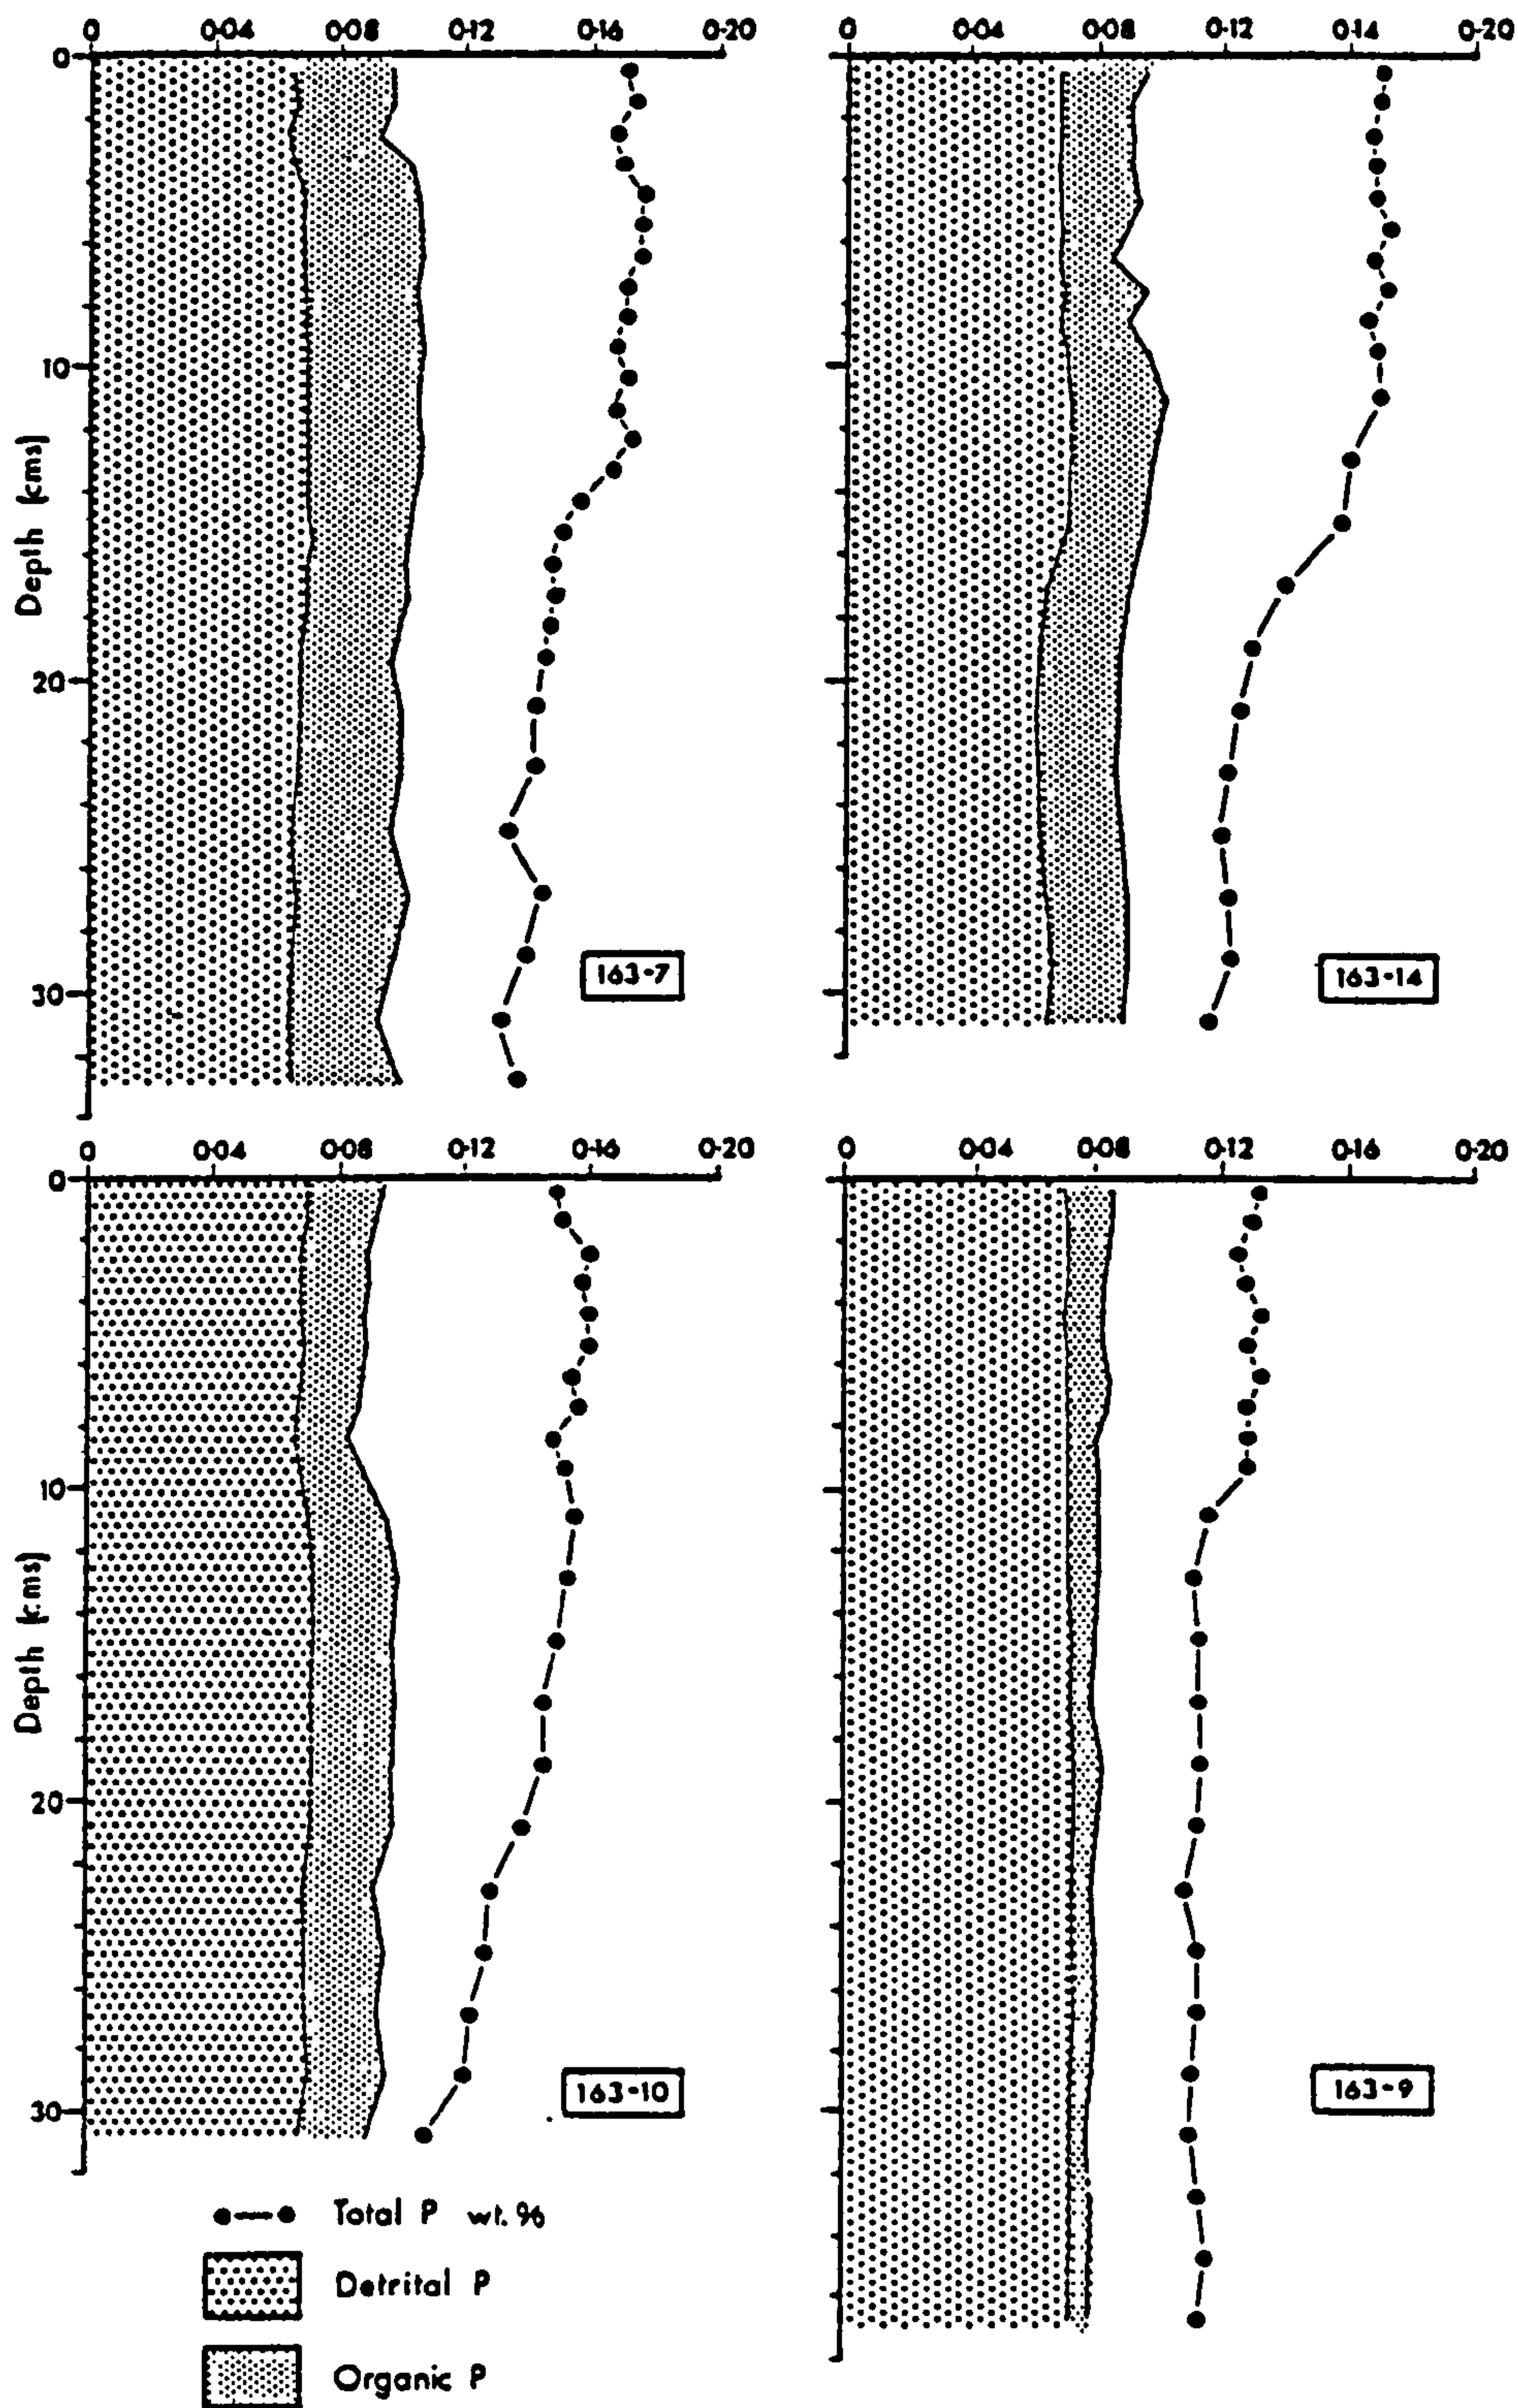 0 0·04 0·08 0·12 0·16 0·20
0 0·04 0·08 0·12 0·14 0·20
0
10
20
30
Depth (cms)
163-7
163-14
0 0·04 0·08 0·12 0·16 0·20
0 0·04 0·08 0·12 0·16 0·20
0
10
20
30
Depth (cms)
163-10
163-9
Total P wt.%
Detrital P
Organic P